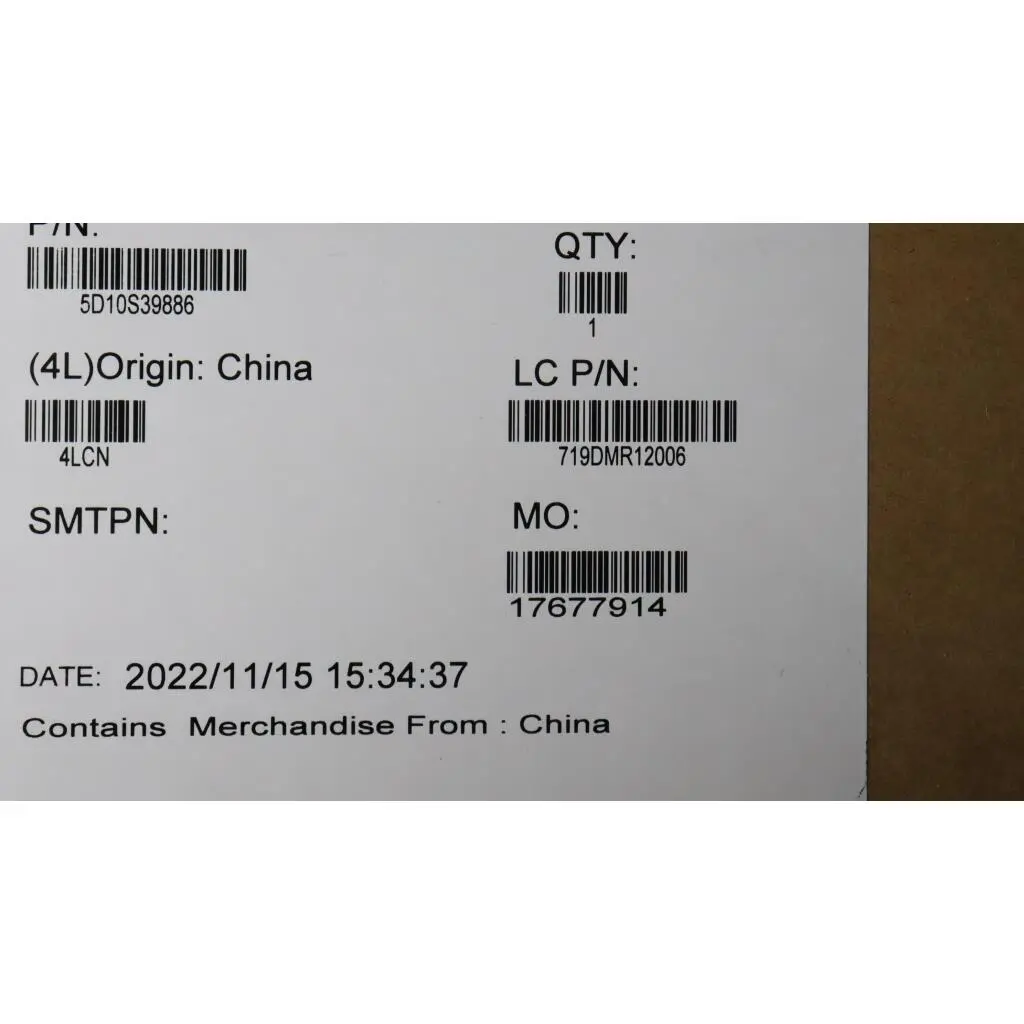 P/N:
5D10S39886
QTY:
1
(4L)Origin: China
4LCN
LC P/N:
719DMR12006
SMTPN:
MO:
17677914
DATE: 2022/11/15 15:34:37
Contains Merchandise From : China